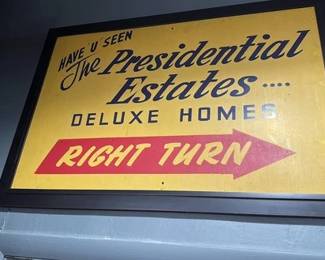 HAVE U SEEN
The Presidential
Estates....
DELUXE HOMES
RIGHT TURN